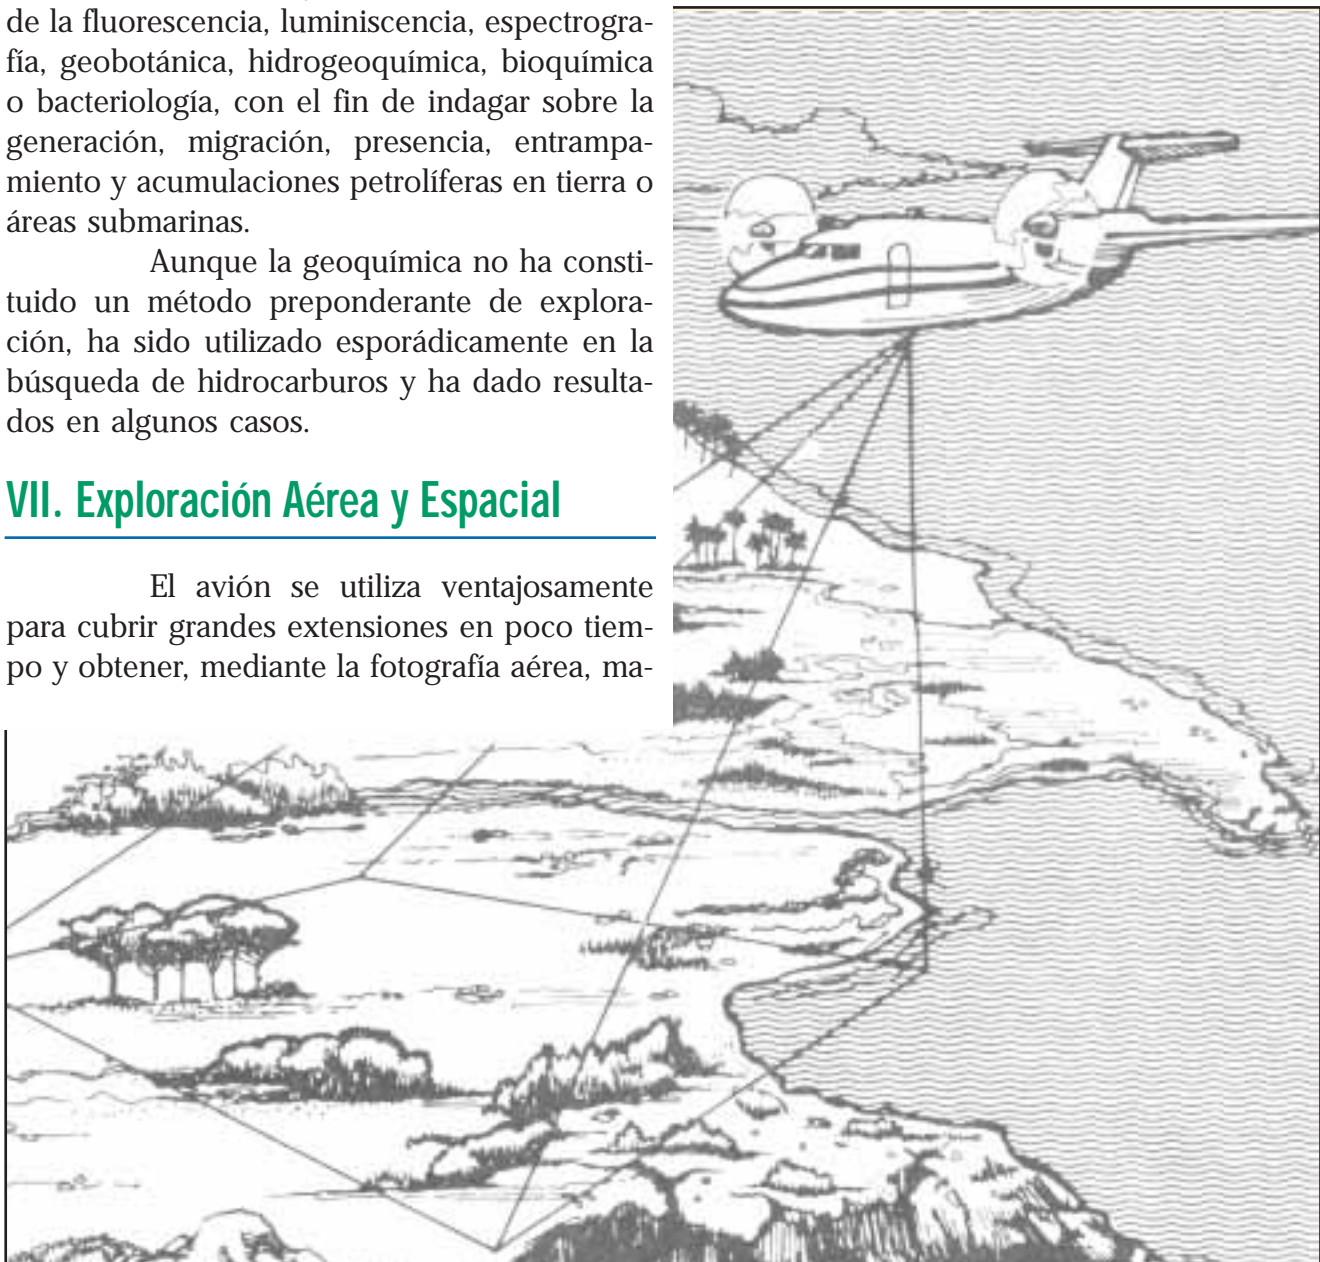 de la fluorescencia, luminiscencia, espectrogra-
fía, geobotánica, hidrogeoquímica, bioquímica
o bacteriología, con el fin de indagar sobre la
generación, migración, presencia, entrampa-
miento y acumulaciones petrolíferas en tierra o
áreas submarinas.
Aunque la geoquímica no ha consti-
tuido un método preponderante de explora-
ción, ha sido utilizado esporádicamente en la
búsqueda de hidrocarburos y ha dado resulta-
dos en algunos casos.
VII. Exploración Aérea y Espacial
El avión se utiliza ventajosamente
para cubrir grandes extensiones en poco tiem-
po y obtener, mediante la fotografía aérea, ma-